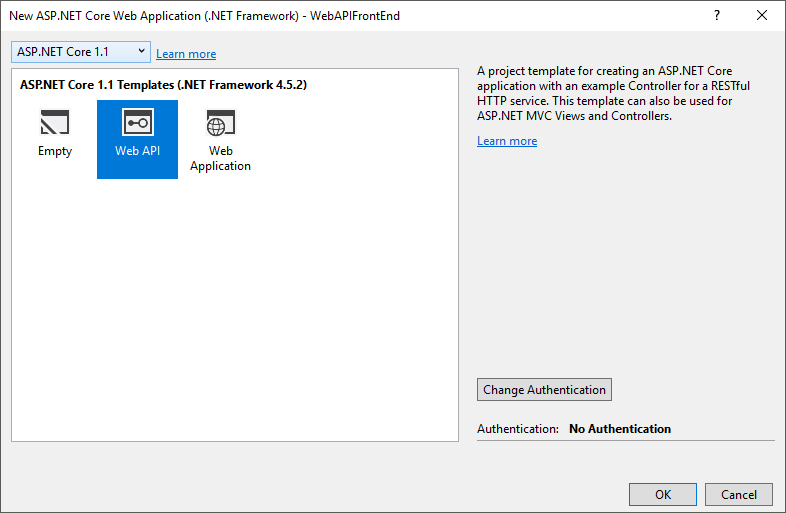 New ASP.NET Core Web Application (.NET Framework) - WebAPIFrontEnd
?
ASP.NET Core 1.1
Learn more
ASP.NET Core 1.1 Templates (.NET Framework 4.5.2)
Empty
Web API
Web
Application
A project template for creating an ASP.NET Core
application with an example Controller for a RESTful
HTTP service. This template can also be used for
ASP.NET MVC Views and Controllers.
Learn more
Change Authentication
Authentication: No Authentication
OK
Cancel